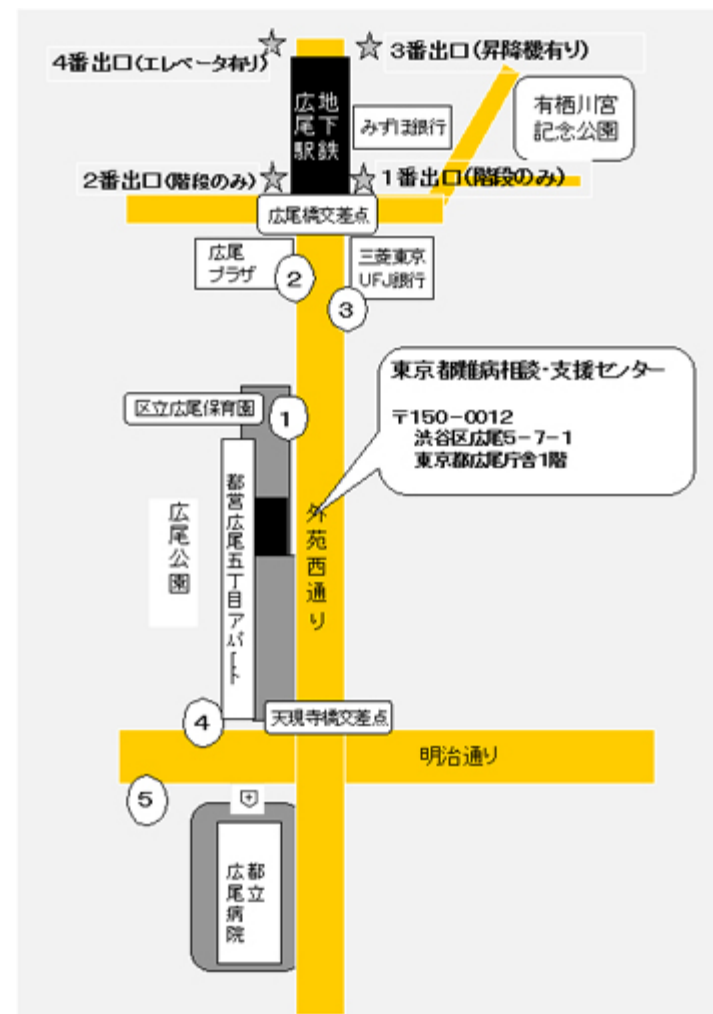 4番出口(エレベータ有り)
3番出口(昇降機有り)
地下鉄
広尾駅
みずほ銀行
有栖川宮
記念公園
2番出口(階段のみ)
1番出口(階段のみ)
広尾橋交差点
広尾
プラザ
2
三菱東京
UFJ銀行
3
東京都難病相談・支援センター
〒150-0012
渋谷区広尾5-7-1
東京都広尾庁舎1階
区立広尾保育園
1
都営広尾五丁目アパート
広尾公園
外苑西通り
4
天現寺橋交差点
明治通り
5
都立
広尾病院